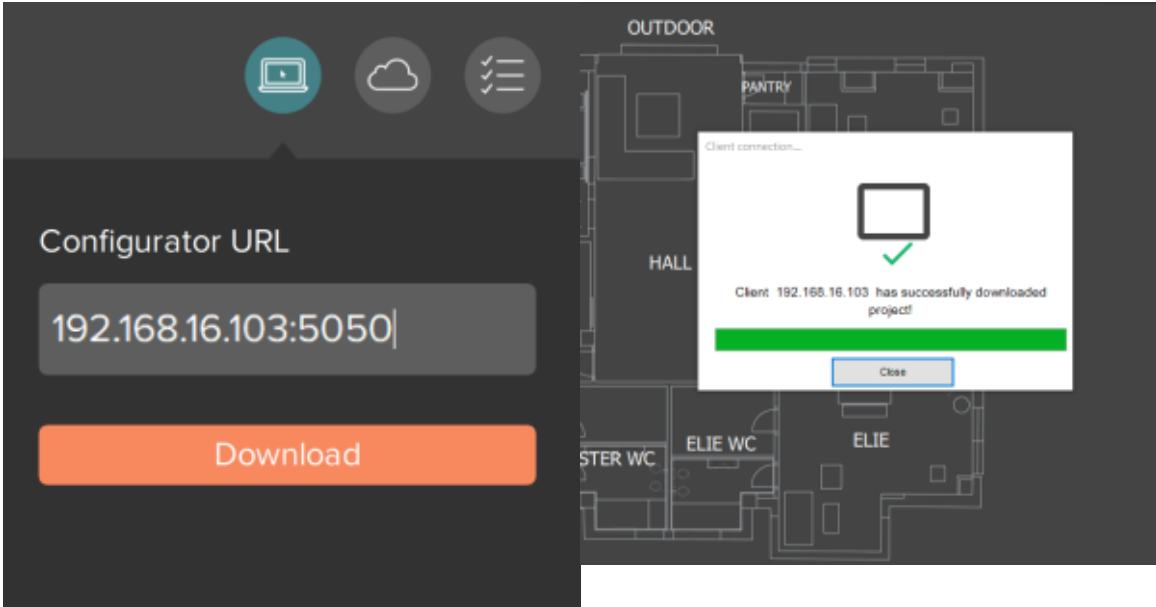 Configurator URL
192.168.16.103:5050
Download
OUTDOOR
PANTRY
Client connection...
HALL
Client 192.168.16.103 has successfully downloaded
project!
Close
ELIE WC
ELIE
STER WC